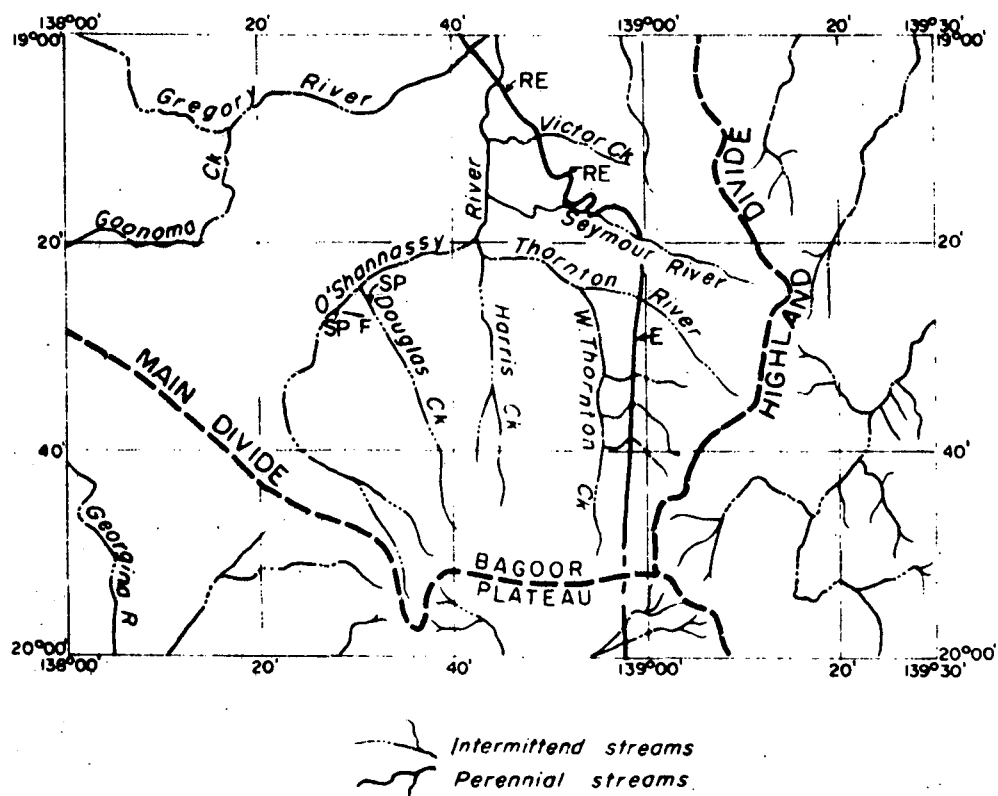 138°00' 20' 40' 139°00' 20' 139°30'
19°00' 19°00'
Gregory River
RE
Victor Ck
RE
DIVIDE
Ck
River
Goonoma
Seymour River
20' 20'
O'Shannassy
Thornton River
SP
SP F
Douglas Ck
Harris Ck
W Thornton Ck
E
HIGHLAND
MAIN DIVIDE
40' 40'
Georgina R
BAGOOR
PLATEAU
20°00' 20°00'
138°00' 20' 40' 139°00' 20' 139°30'
Intermittend streams
Perennial streams